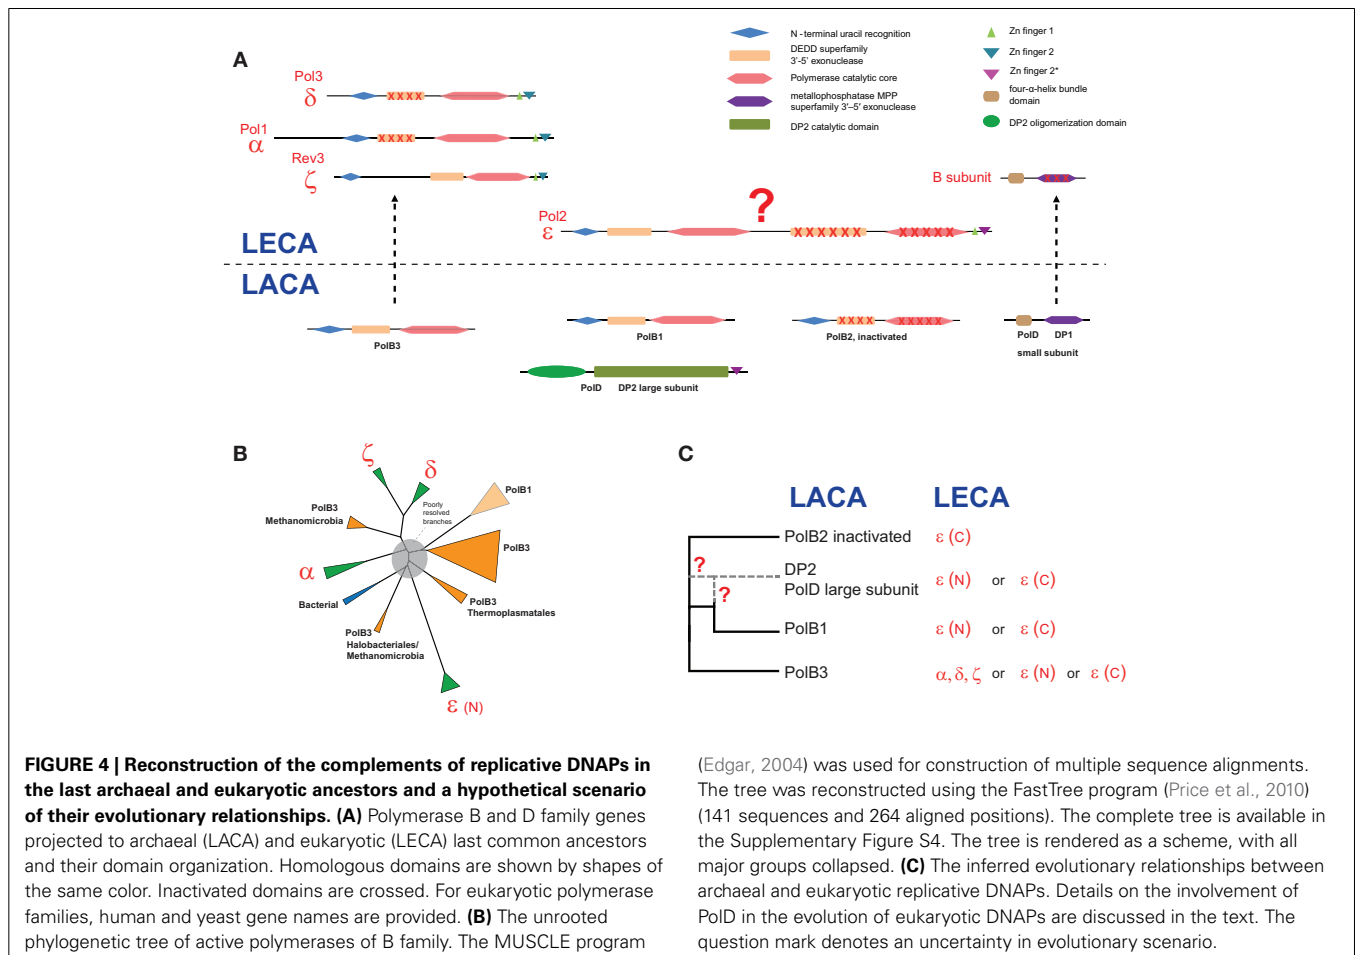 A
N - terminal uracil recognition
DEDD superfamily
3'-5' exonuclease
Polymerase catalytic core
metallophosphatase MPP
superfamily 3'–5' exonuclease
DP2 catalytic domain
Zn finger 1
Zn finger 2
Zn finger 2*
four-α-helix bundle
domain
DP2 oligomerization domain
Pol3
δ
X X X X
Pol1
α
X X X X
Rev3
ζ
B subunit
X X X
?
Pol2
ε
X X X X X X
X X X X X
LECA
LACA
PolB3
PolB1
X X X X
X X X X X
PolB2, inactivated
PolD DP1
small subunit
PolD DP2 large subunit
B
ζ
δ
Poorly
resolved
branches
PolB1
PolB3
Methanomicrobia
PolB3
α
Bacterial
PolB3
Thermoplasmatales
PolB3
Halobacteriales/
Methanomicrobia
ε (N)
C
LACA LECA
PolB2 inactivated ε (C)
?
DP2
PolD large subunit ε (N) or ε (C)
?
PolB1 ε (N) or ε (C)
PolB3 α, δ, ζ or ε (N) or ε (C)
FIGURE 4 | Reconstruction of the complements of replicative DNAPs in
the last archaeal and eukaryotic ancestors and a hypothetical scenario
of their evolutionary relationships. (A) Polymerase B and D family genes
projected to archaeal (LACA) and eukaryotic (LECA) last common ancestors
and their domain organization. Homologous domains are shown by shapes of
the same color. Inactivated domains are crossed. For eukaryotic polymerase
families, human and yeast gene names are provided. (B) The unrooted
phylogenetic tree of active polymerases of B family. The MUSCLE program
(Edgar, 2004) was used for construction of multiple sequence alignments.
The tree was reconstructed using the FastTree program (Price et al., 2010)
(141 sequences and 264 aligned positions). The complete tree is available in
the Supplementary Figure S4. The tree is rendered as a scheme, with all
major groups collapsed. (C) The inferred evolutionary relationships between
archaeal and eukaryotic replicative DNAPs. Details on the involvement of
PolD in the evolution of eukaryotic DNAPs are discussed in the text. The
question mark denotes an uncertainty in evolutionary scenario.